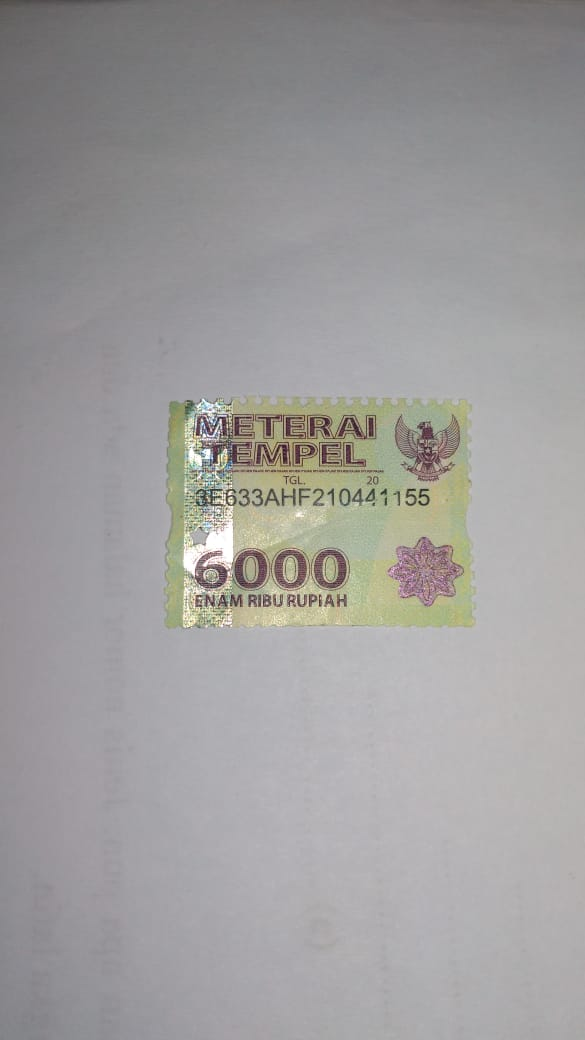 METERAI
TEMPEL
TGL. 20
3E633AHF210441155
6000
ENAM RIBU RUPIAH